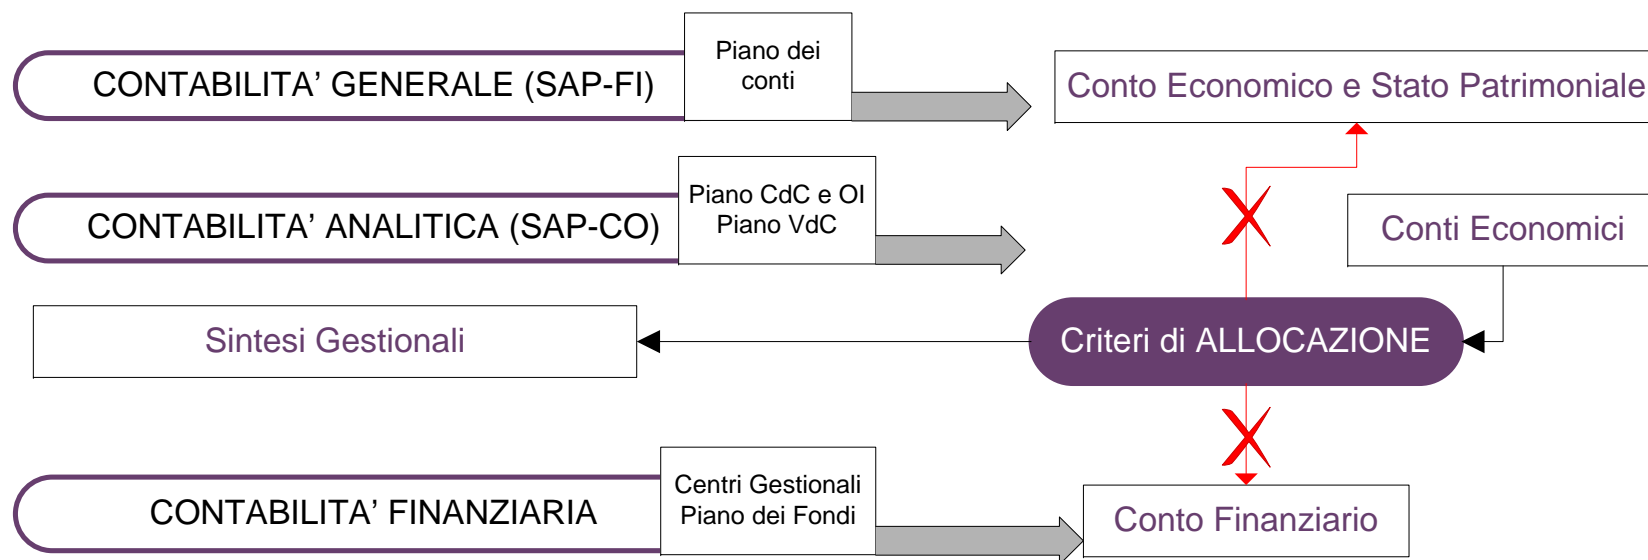 CONTABILITA’ GENERALE (SAP-FI)
Piano dei
conti
Conto Economico e Stato Patrimoniale
CONTABILITA’ ANALITICA (SAP-CO)
Piano CdC e OI
Piano VdC
Conti Economici
Sintesi Gestionali
Criteri di ALLOCAZIONE
CONTABILITA’ FINANZIARIA
Centri Gestionali
Piano dei Fondi
Conto Finanziario